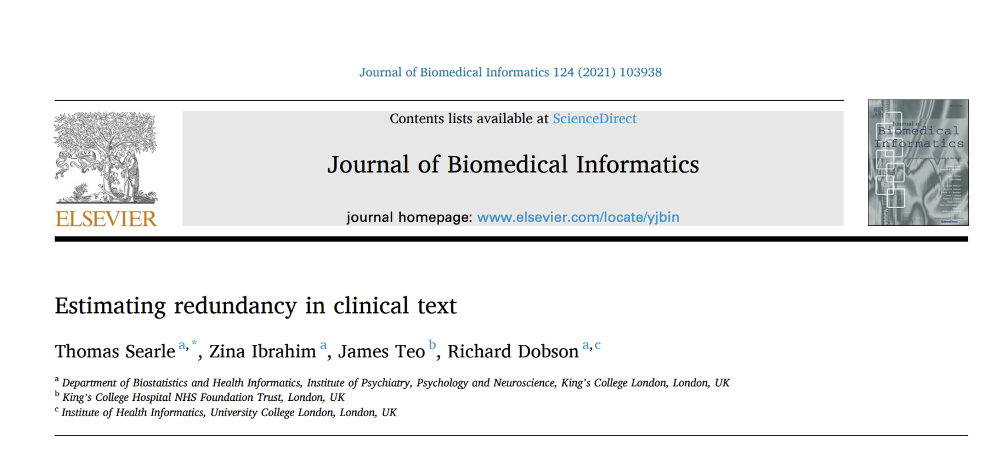 Journal of Biomedical Informatics 124 (2021) 103938
Contents lists available at ScienceDirect
Journal of Biomedical Informatics
journal homepage: www.elsevier.com/locate/yjbin
NON SOLUS
ELSEVIER
Journal of
Biomedical
Informatics
Estimating redundancy in clinical text
Thomas Searle a,*, Zina Ibrahim a, James Teo b, Richard Dobson a,c
a Department of Biostatistics and Health Informatics, Institute of Psychiatry, Psychology and Neuroscience, King's College London, London, UK
b King's College Hospital NHS Foundation Trust, London, UK
c Institute of Health Informatics, University College London, London, UK